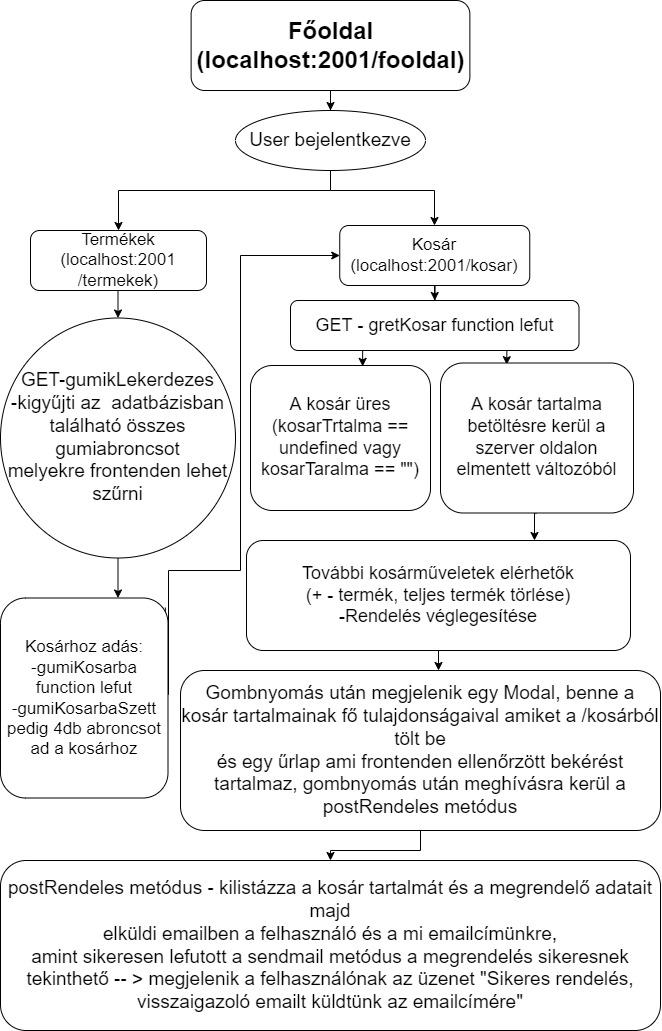 Főoldal
(localhost:2001/fooldal)
User bejelentkezve
Termékek
(localhost:2001
/termekek)
Kosár
(localhost:2001/kosar)
GET - gretKosar function lefut
GET-gumikLekerdezes
-kigyűjti az adatbázisban
található összes
gumiabroncsot
melyekre frontenden lehet
szűrni
A kosár üres
(kosarTrtalma ==
undefined vagy
kosarTaralma == "")
A kosár tartalma
betöltésre kerül a
szerver oldalon
elmentett változóból
További kosárműveletek elérhetők
(+ - termék, teljes termék törlése)
-Rendelés véglegesítése
Kosárhoz adás:
-gumiKosarba
function lefut
-gumiKosarbaSzett
pedig 4db abroncsot
ad a kosárhoz
Gombnyomás után megjelenik egy Modal, benne a
kosár tartalmainak fő tulajdonságaival amiket a /kosárból
tölt be
és egy űrlap ami frontenden ellenőrzött bekérést
tartalmaz, gombnyomás után meghívásra kerül a
postRendeles metódus
postRendeles metódus - kilistázza a kosár tartalmát és a megrendelő adatait
majd
elküldi emailben a felhasználó és a mi emailcímünkre,
amint sikeresen lefutott a sendmail metódus a megrendelés sikeresnek
tekinthető -- > megjelenik a felhasználónak az üzenet "Sikeres rendelés,
visszaigazoló emailt küldtünk az emailcímére"